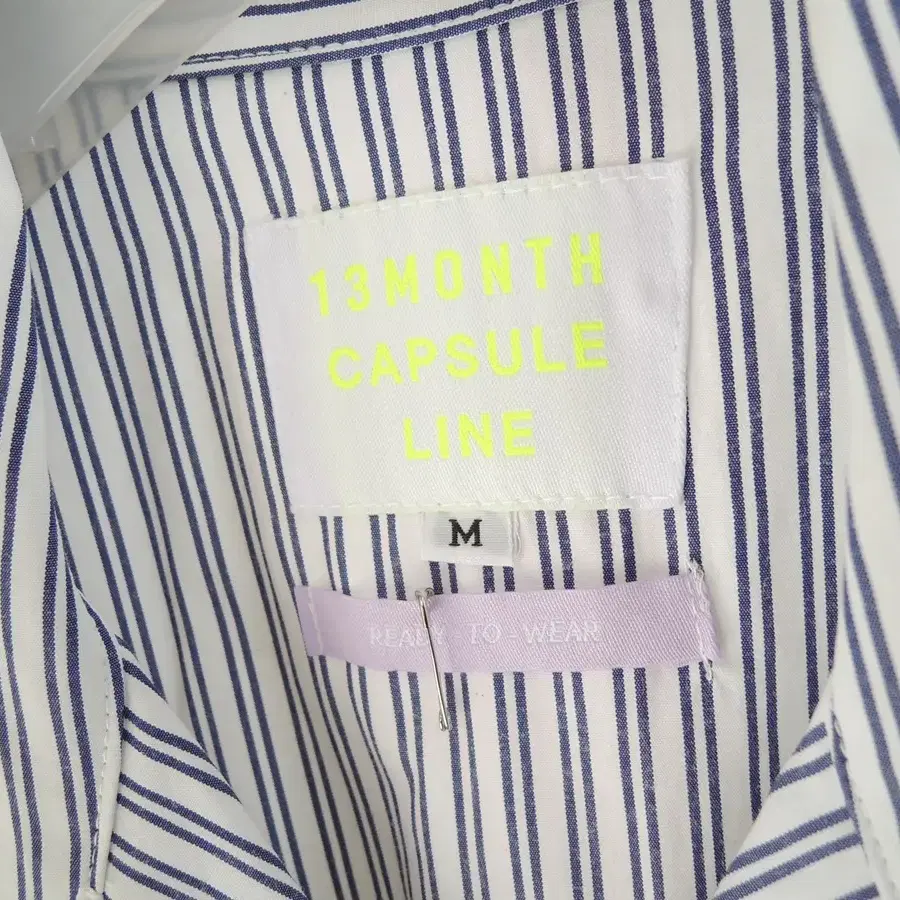 13MONTH
CAPSULE
LINE
M
READY TO WEAR